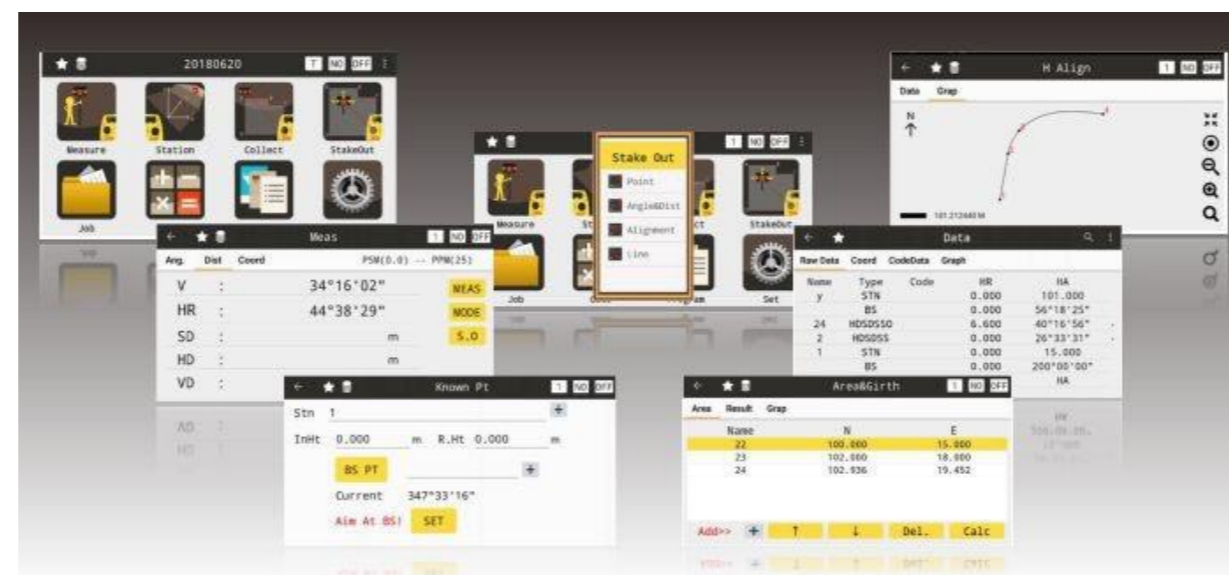 20180620 T NO OFF
Measure Station Collect StakeOut
Job
← H Align 1 NO OFF
Data Grap
N
101.21244036
1 NO OFF
Stake Out
Point
Angle&Dist
Alignment
Line
Measure St ct StakeOut
Job am Set
Meas 1 NO OFF
Ang. Dist Coord PSM(0.0) -- PPM(25)
V : 34°16'02" MEAS
HR : 44°38'29" MODE
SD : m S.O
HD : m
VD :
Data
Raw Data Coord CodeData Graph
Name Type Code HR HA
y STN 0.000 101.000
BS 0.000 56°18'25"
24 HDSDSSO 6.600 40°16'56"
2 HDSDSS 0.000 26°33'31"
1 STN 0.000 15.000
BS 0.000 200°00'00"
HA
Known Pt 1 NO OFF
Stn 1 +
InHt 0.000 m R.Ht 0.000 m
BS PT +
Current 347°33'16"
Aim At BS! SET
Area&Girth 1 NO OFF
Area Result Grap
Name N E
22 100.000 15.000
23 102.000 18.000
24 102.936 19.452
Add>> + ↑ ↓ Del. Calc